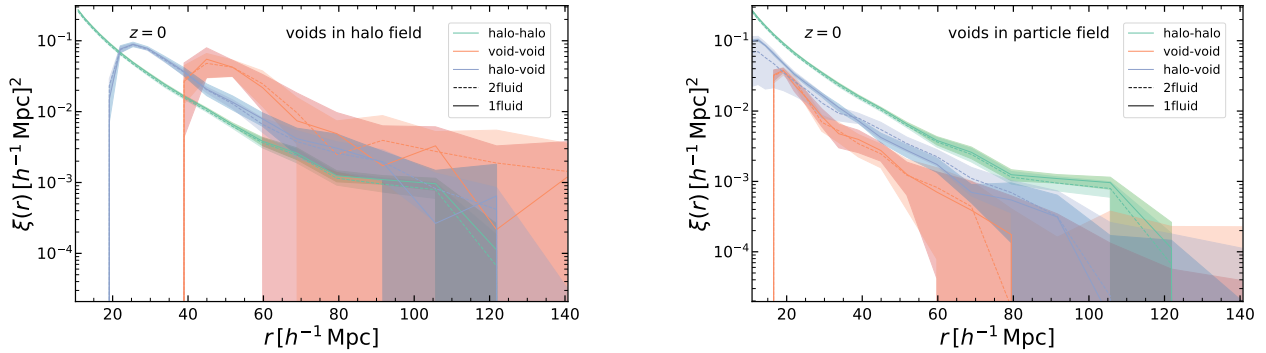 z = 0
voids in halo field
halo-halo
void-void
halo-void
2fluid
1fluid
10⁻¹
10⁻²
10⁻³
10⁻⁴
ξ(r) [h⁻¹ Mpc]²
20 40 60 80 100 120 140
r [h⁻¹ Mpc]
z = 0
voids in particle field
halo-halo
void-void
halo-void
2fluid
1fluid
10⁻¹
10⁻²
10⁻³
10⁻⁴
ξ(r) [h⁻¹ Mpc]²
20 40 60 80 100 120 140
r [h⁻¹ Mpc]